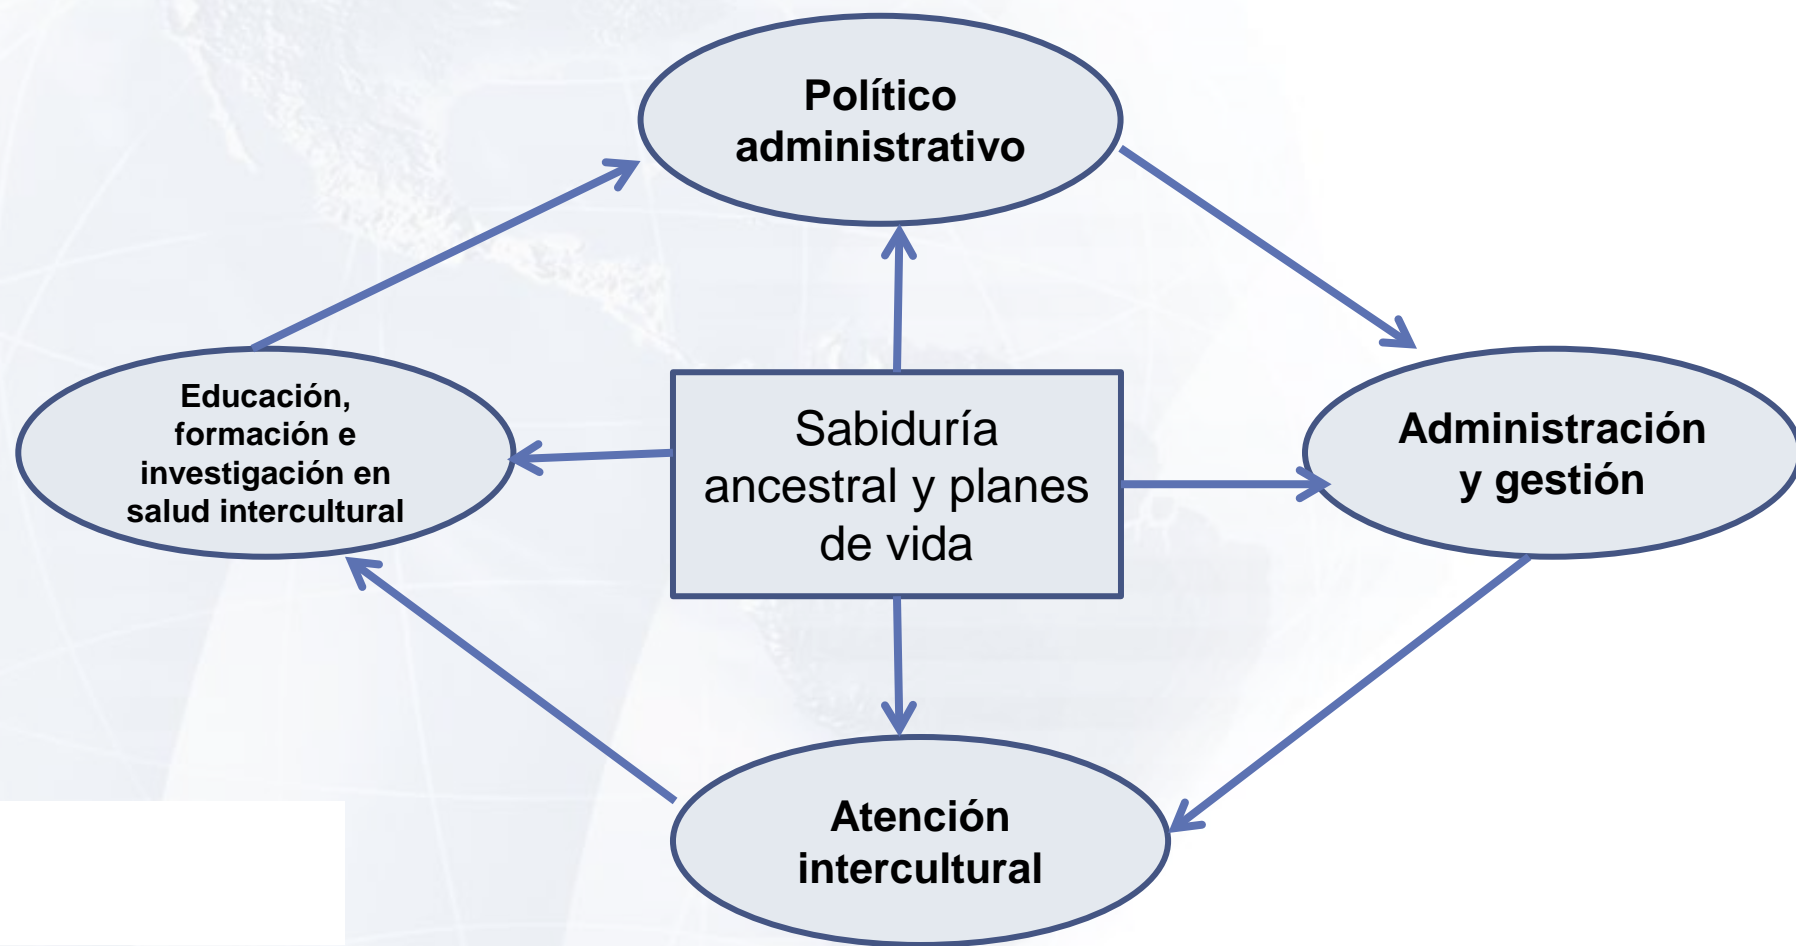 Político
administrativo
Educación,
formación e
investigación en
salud intercultural
Sabiduría
ancestral y planes
de vida
Administración
y gestión
Atención
intercultural